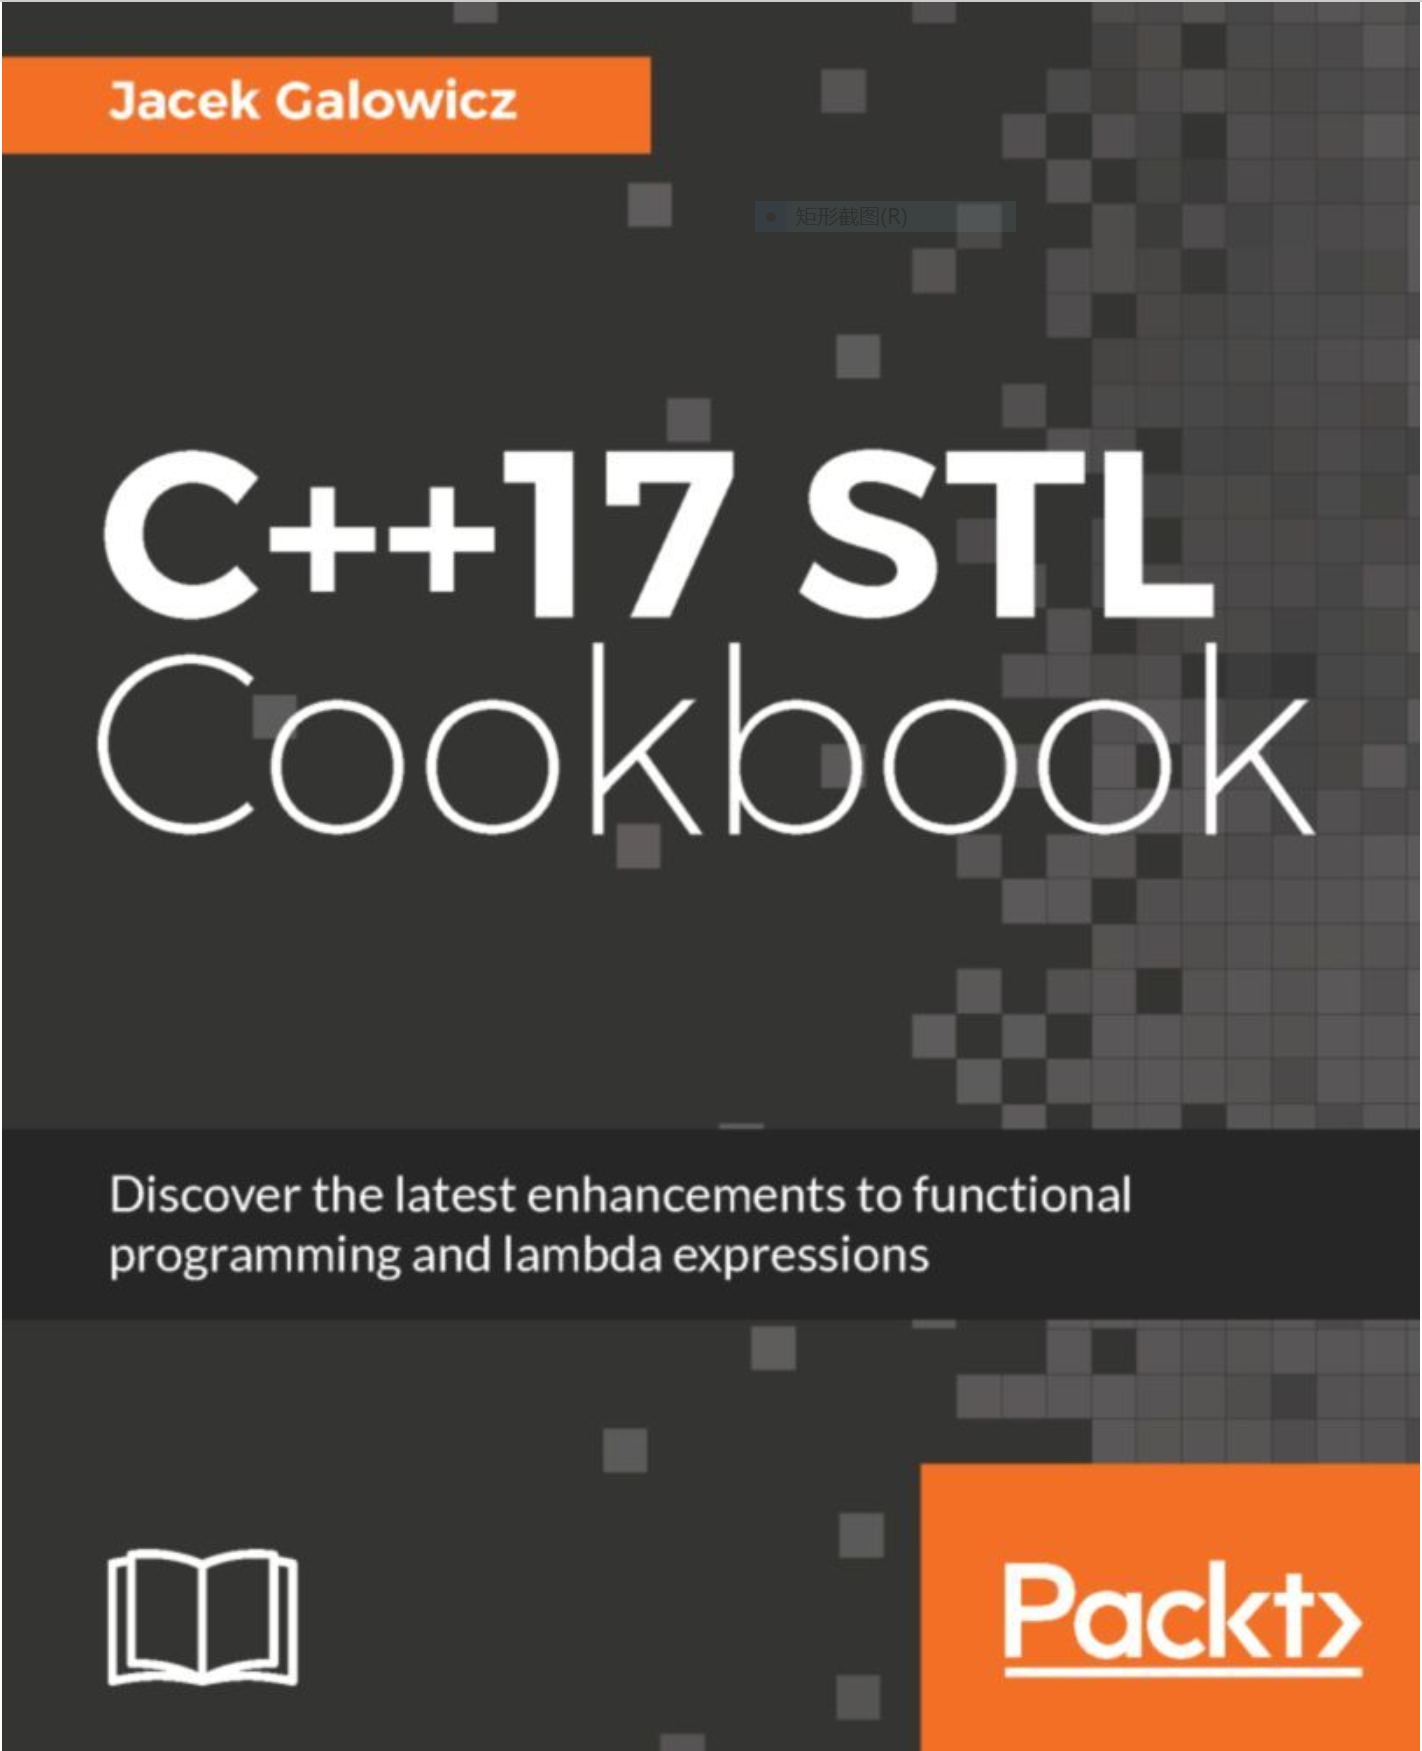 Jacek Galowicz
矩形截图(R)
C++17 STL
Cookbook
Discover the latest enhancements to functional
programming and lambda expressions
Packt>